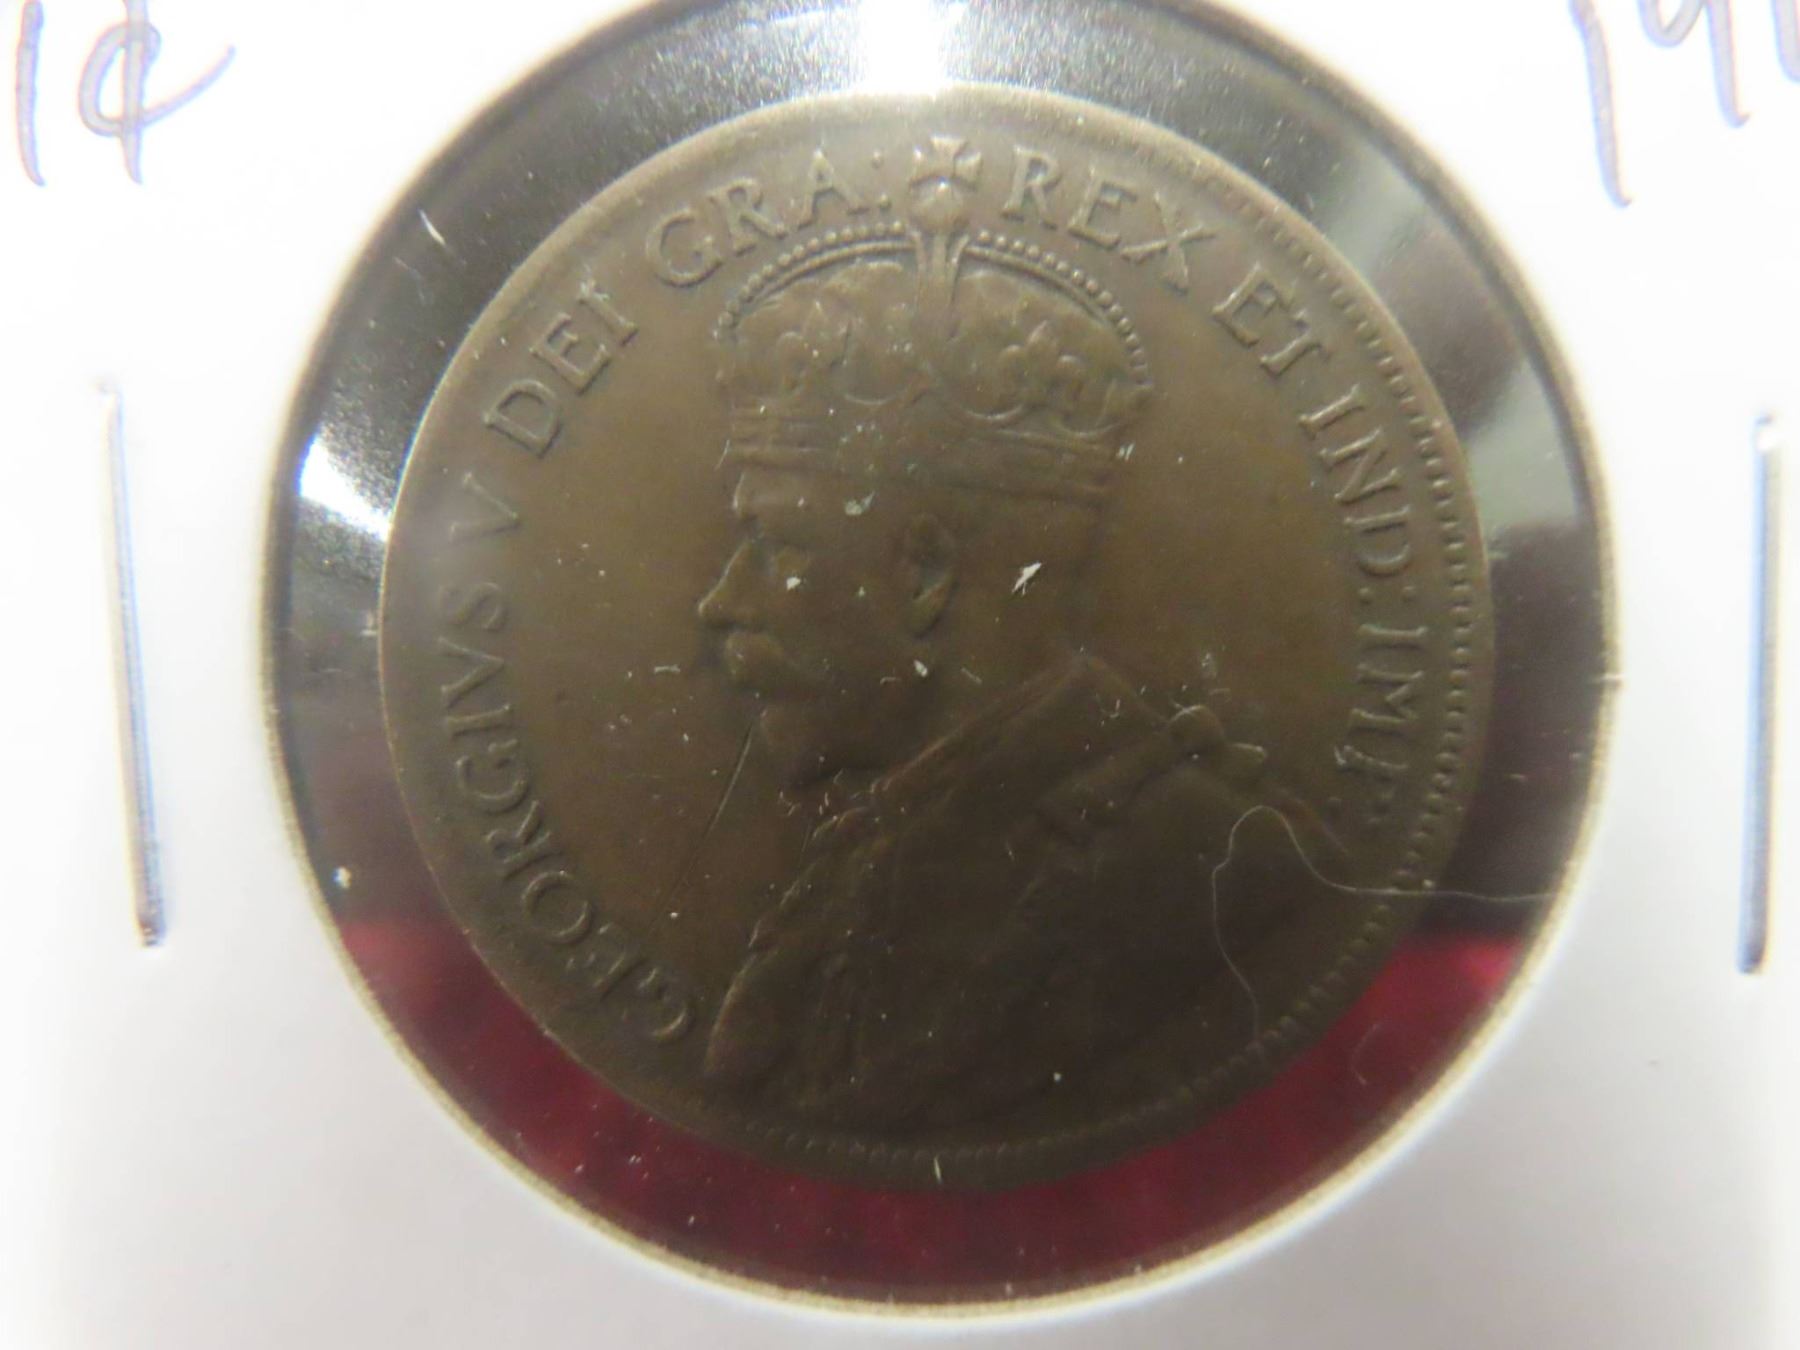 1¢
GEORGIVS V DEI GRA: REX ET IND: IMP: